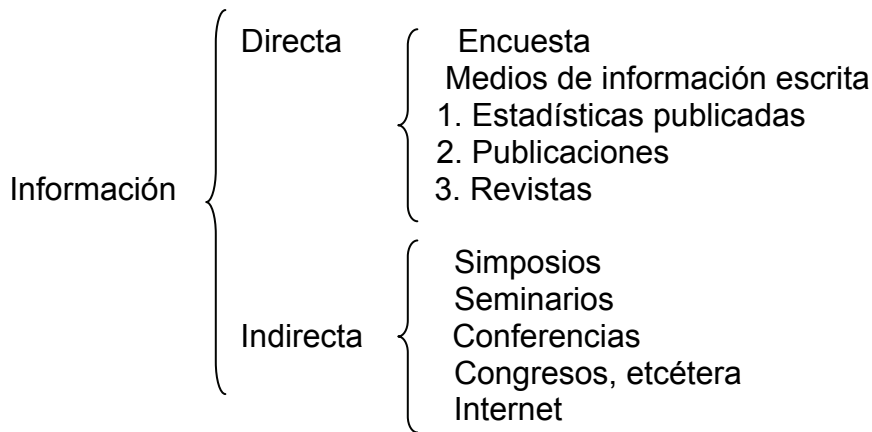 Información
Directa
Encuesta
Medios de información escrita
1. Estadísticas publicadas
2. Publicaciones
3. Revistas
Indirecta
Simposios
Seminarios
Conferencias
Congresos, etcétera
Internet